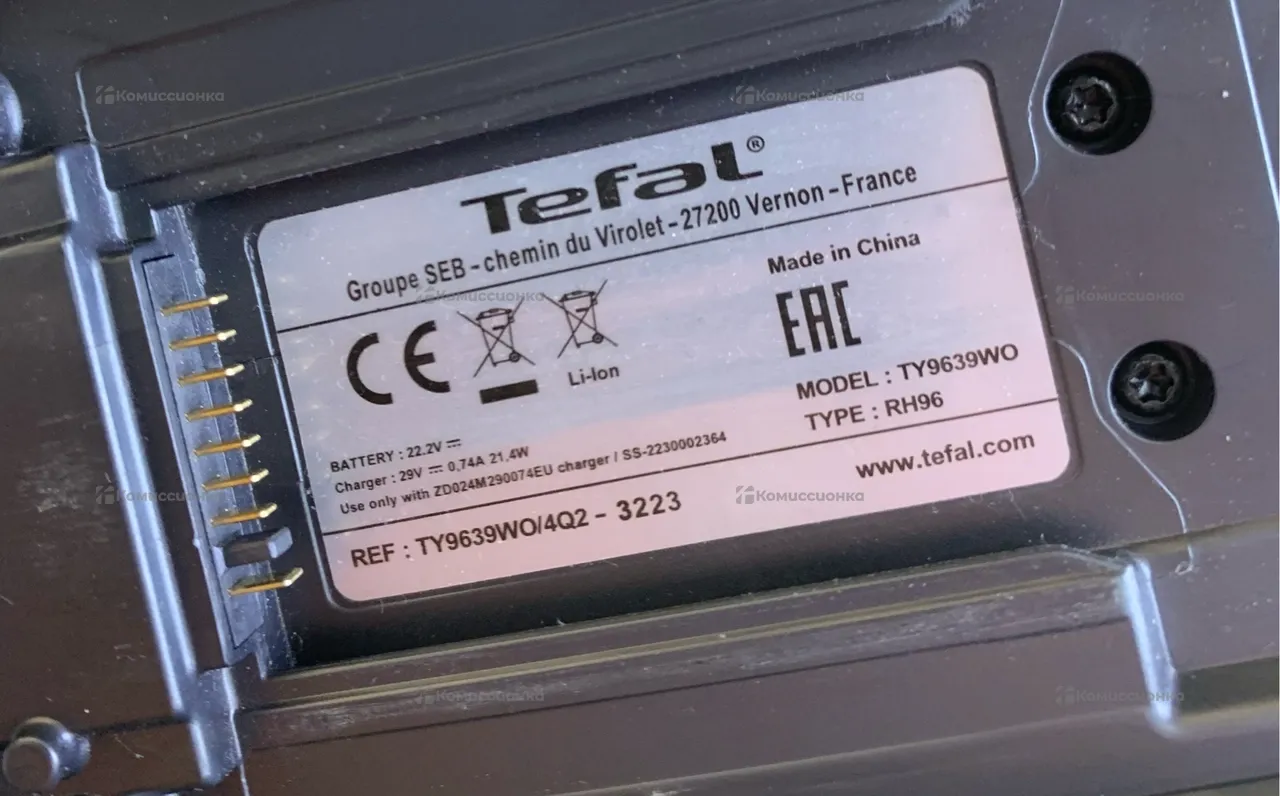 Tefal®
Groupe SEB - chemin du Virolet - 27200 Vernon - France
Made in China
CE
EAC
Li-Ion
MODEL : TY9639WO
TYPE : RH96
BATTERY : 22.2V ⎓
Charger : 29V ⎓ 0,74A 21.4W
Use only with ZD024M290074EU charger / SS-2230002364
www.tefal.com
REF : TY9639WO/4Q2 - 3223
Комиссионка
Комиссионка
Комиссионка
Комиссионка
Комиссионка
Комиссионка
Комиссионка
Комиссионка